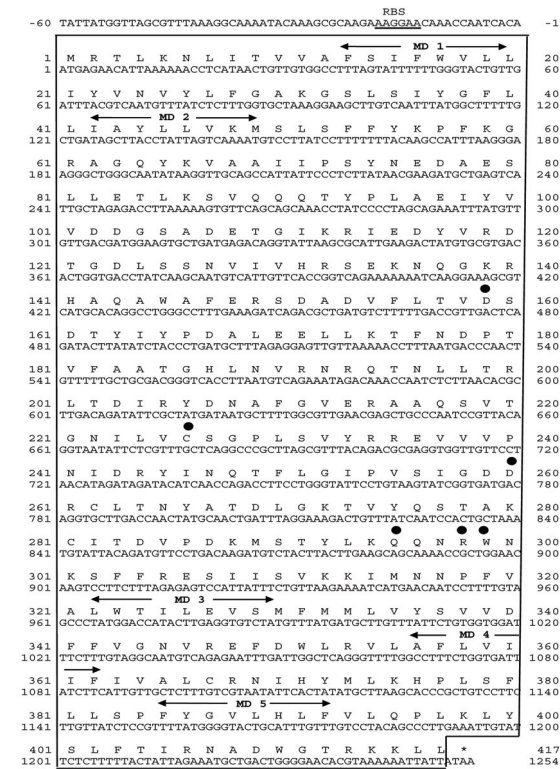 RBS
-60 TATTATGGTTAGCGTTTAAAGGCAAAATACAAAGCGCAAGAAAGGAACAAACCAATCACA -1
MD 1
1 M R T L K N L I T V V A F S I F W V L L 20
1 ATGAGAACATTAAAAAACCTCATAACTGTTGTGGCCTTTAGTATTTTTTGGGTACTGTTG 60
61 I Y V N V Y L F G A K G S L S I Y G F L
61 ATTTACGTCAATGTTTATCTCTTTGGTGCTAAAGGAAGCTTGTCAATTTATGGCTTTTTG 120
MD 2
41 L I A Y L L V K M S L S F F Y K P F K G 60
121 CTGATAGCTTACCTATTAGTCAAAATGTCCTTATCCTTTTTTTACAAGCCATTTAAGGGA 180
61 R A G Q Y K V A A I I P S Y N E D A E S 80
181 AGGGCTGGGCAATATAAGGTTGCAGCCATTATTCCCTCTTATAACGAAGATGCTGAGTCA 240
81 L L E T L K S V Q Q Q T Y P L A E I Y V 100
241 TTGCTAGAGACCTTAAAAAGTGTTCAGCAGCAAACCTATCCCCTAGCAGAAATTTATGTT 300
101 V D D G S A D E T G I K R I E D Y V R D 120
301 GTTGACGATGGAAGTGCTGATGAGACAGGTATTAAGCGCATTGAAGACTATGTGCGTGAC 360
121 T G D L S S N V I V H R S E K N Q G K R 140
361 ACTGGTGACCTATCAAGCAATGTCATTGTTCACCGGTCAGAAAAAAATCAAGGAAAGCGT 420
141 H A Q A W A F E R S D A D V F L T V D S 160
421 CATGCACAGGCCTGGGCCTTTGAAAGATCAGACGCTGATGTCTTTTTGACCGTTGACTCA 480
161 D T Y I Y P D A L E E L L K T F N D P T 180
481 GATACTTATATCTACCCTGATGCTTTAGAGGAGTTGTTAAAAACCTTTAATGACCCAACT 540
181 V F A A T G H L N V R N R Q T N L L T R 200
541 GTTTTTGCTGCGACGGGTCACCTTAATGTCAGAAATAGACAAACCAATCTCTTAACACGC 600
201 L T D I R Y D N A F G V E R A A Q S V T 220
601 TTGACAGATATTCGCTATGATAATGCTTTTGGCGTTGAACGAGCTGCCCAATCCGTTACA 660
221 G N I L V C S G P L S V Y R R E V V V P 240
661 GGTAATATTCTCGTTTGCTCAGGCCCGCTTAGCGTTTACAGACGCGAGGTGGTTGTTCCT 720
241 N I D R Y I N Q T F L G I P V S I G D D 260
721 AACATAGATAGATACATCAACCAGACCTTCCTGGGTATTCCTGTAAGTATCGGTGATGAC 780
261 R C L T N Y A T D L G K T V Y Q S T A K 280
781 AGGTGCTTGACCAACTATGCAACTGATTTAGGAAAGACTGTTTATCAATCCACTGCTAAA 840
281 C I T D V P D K M S T Y L K Q Q N R W N 300
841 TGTATTACAGATGTTCCTGACAAGATGTCTACTTACTTGAAGCAGCAAAACCGCTGGAAC 900
301 K S F F R E S I I S V K K I M N N P F V 320
901 AAGTCCTTCTTTAGAGAGTCCATTATTTCTGTTAAGAAAATCATGAACAATCCTTTTGTA 960
MD 3
321 A L W T I L E V S M F M M L V Y S V V D 340
961 GCCCTATGGACCATACTTGAGGTGTCTATGTTTATGATGCTTGTTTATTCTGTGGTGGAT 1020
MD 4
341 F F V G N V R E F D W L R V L A F L V I 360
1021 TTCTTTGTAGGCAATGTCAGAGAATTTGATTGGCTCAGGGTTTTGGCCTTTCTGGTGATT 1080
361 I F I V A L C R N I H Y M L K H P L S F 380
1081 ATCTTCATTGTTGCTCTTTGTCGTAATATTCACTATATGCTTAAGCACCCGCTGTCCTTC 1140
MD 5
381 L L S P F Y G V L H L F V L Q P L K L Y 400
1141 TTGTTATCTCCGTTTTATGGGGTACTGCATTTGTTTGTCCTACAGCCCTTGAAATTGTAT 1200
401 S L F T I R N A D W G T R K K L L * 417
1201 TCTCTTTTTACTATTAGAAATGCTGACTGGGGAACACGTAAAAAATTATTATAA 1254